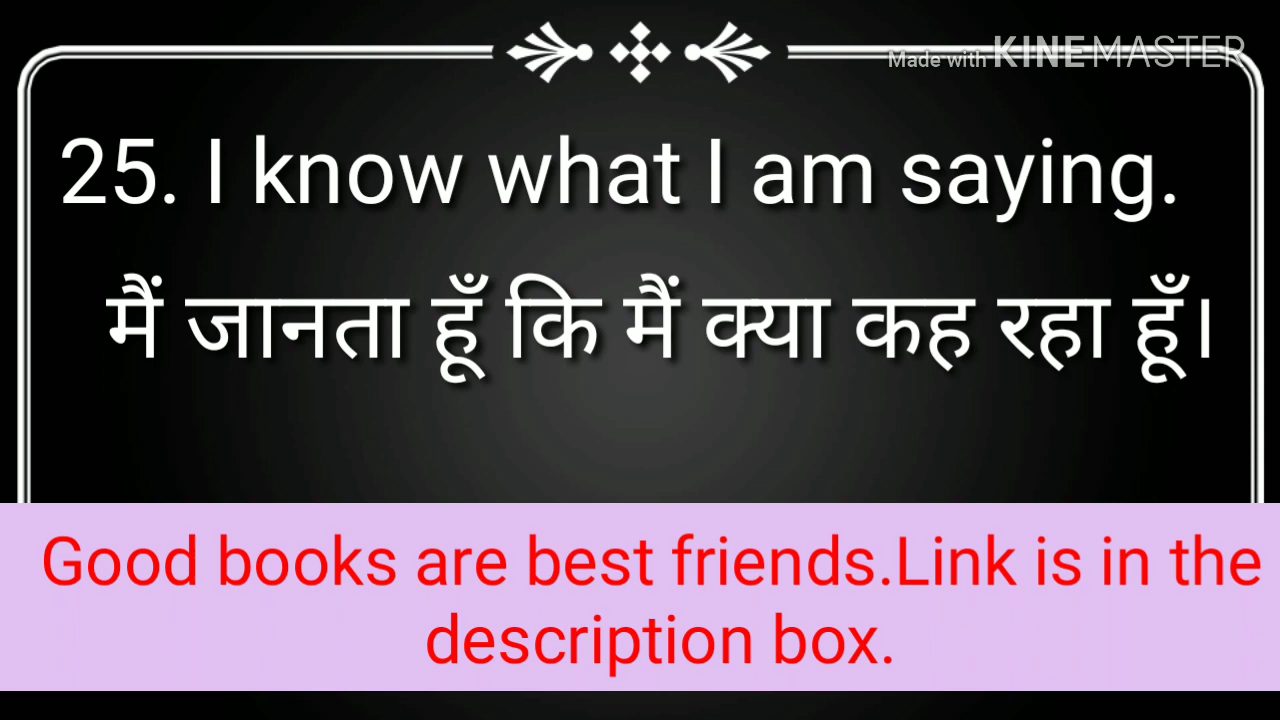 Made with KINEMASTER
25. I know what I am saying.
मैं जानता हूँ कि मैं क्या कह रहा हूँ।
Good books are best friends.Link is in the
description box.